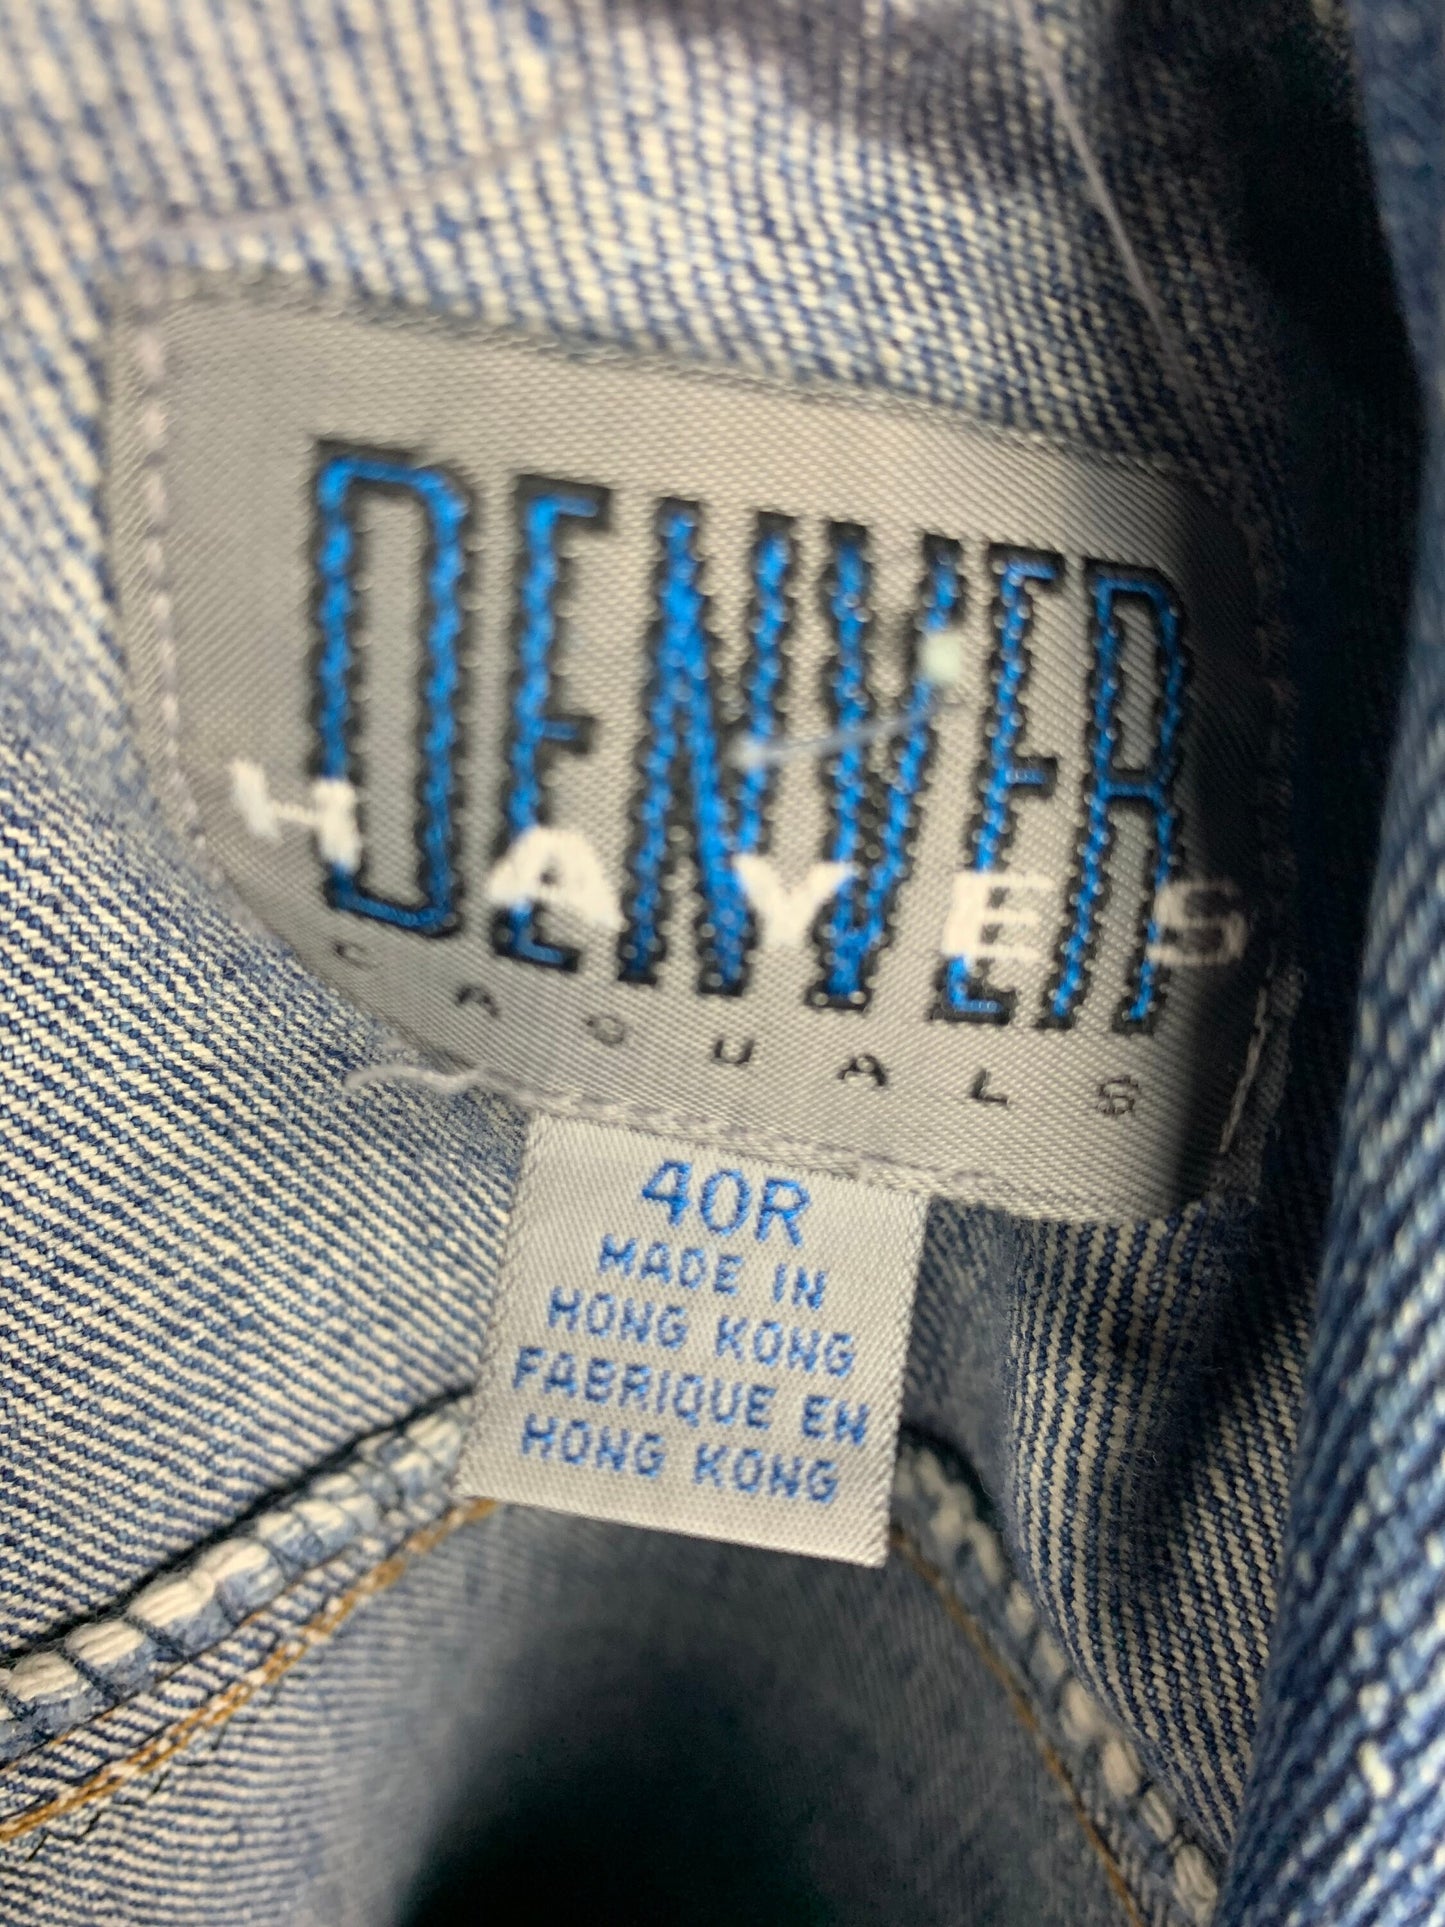 DENVER
HAYES
CASUALS
40R
MADE IN
HONG KONG
FABRIQUE EN
HONG KONG